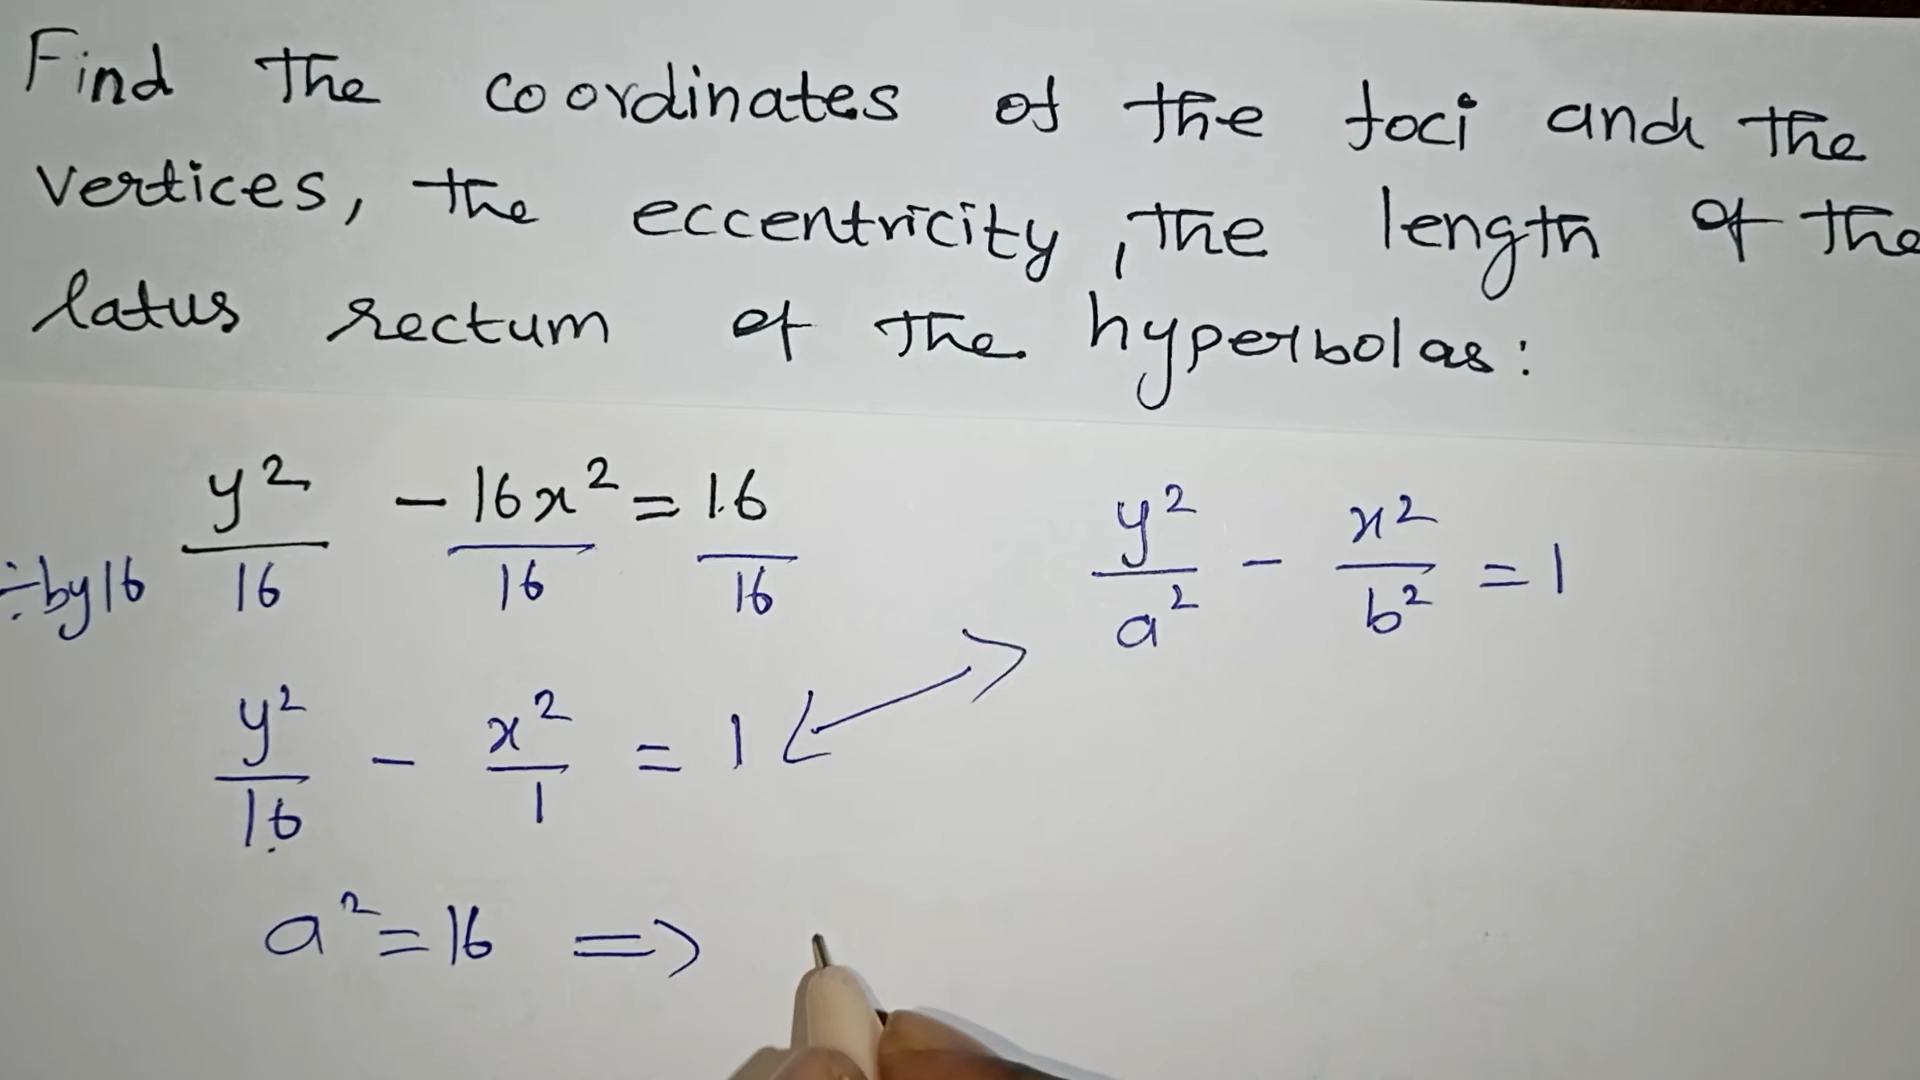 Find the coordinates of the foci and the
vertices, the eccentricity, the length of the
latus rectum of the hyperbolas:
÷by16 y²/16 - 16x²/16 = 16/16
y²/a² - x²/b² = 1
y²/16 - x²/1 = 1
a² = 16 =>